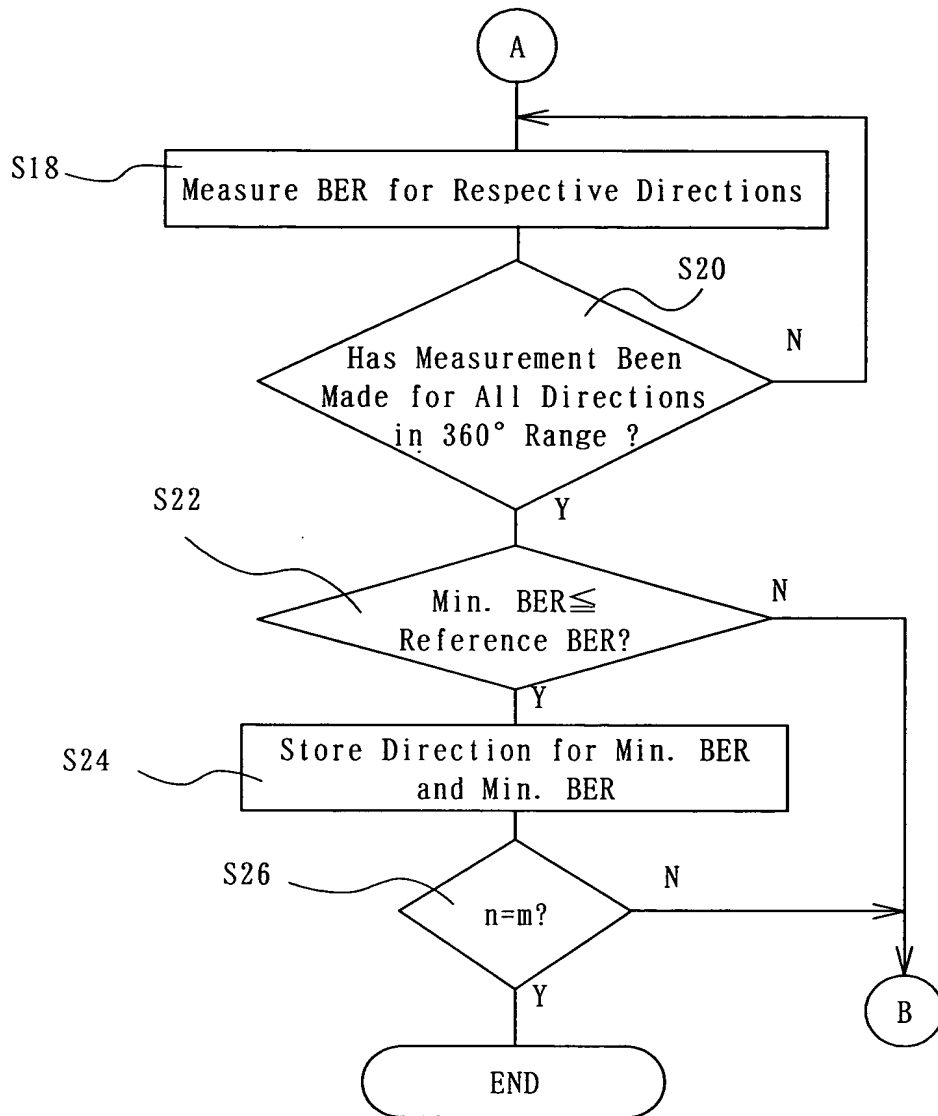 A
S18
Measure BER for Respective Directions
S20
N
Has Measurement Been
Made for All Directions
in 360° Range ?
Y
S22
N
Min. BER≦
Reference BER?
Y
S24
Store Direction for Min. BER
and Min. BER
S26
N
n=m?
Y
B
END